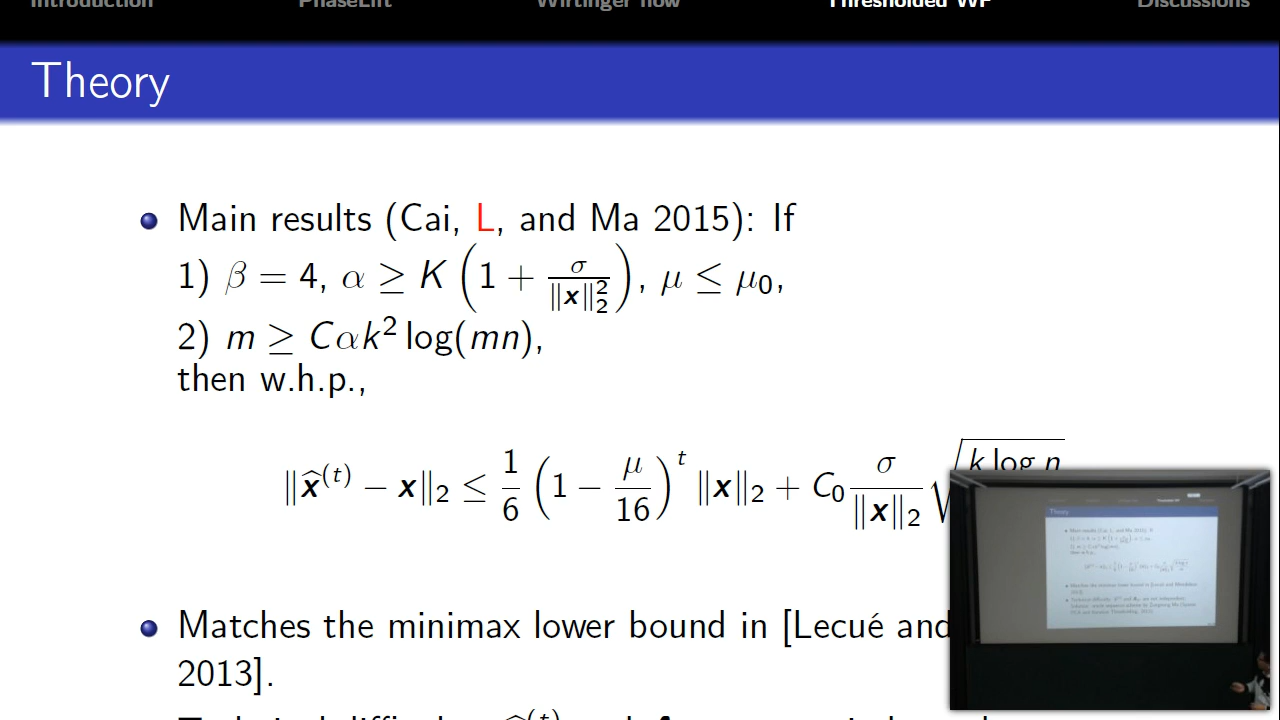 Introduction PhaseLift Wirtinger flow Thresholded WF Discussions
Theory
Main results (Cai, L, and Ma 2015): If
1) β = 4, α ≥ K (1 + σ/‖x‖₂²), μ ≤ μ₀,
2) m ≥ Cαk² log(mn),
then w.h.p.,
‖x̂⁽ᵗ⁾ − x‖₂ ≤ 1/6 (1 − μ/16)ᵗ ‖x‖₂ + C₀ σ/‖x‖₂ √ k log n
Matches the minimax lower bound in [Lecué and
2013].
Theory